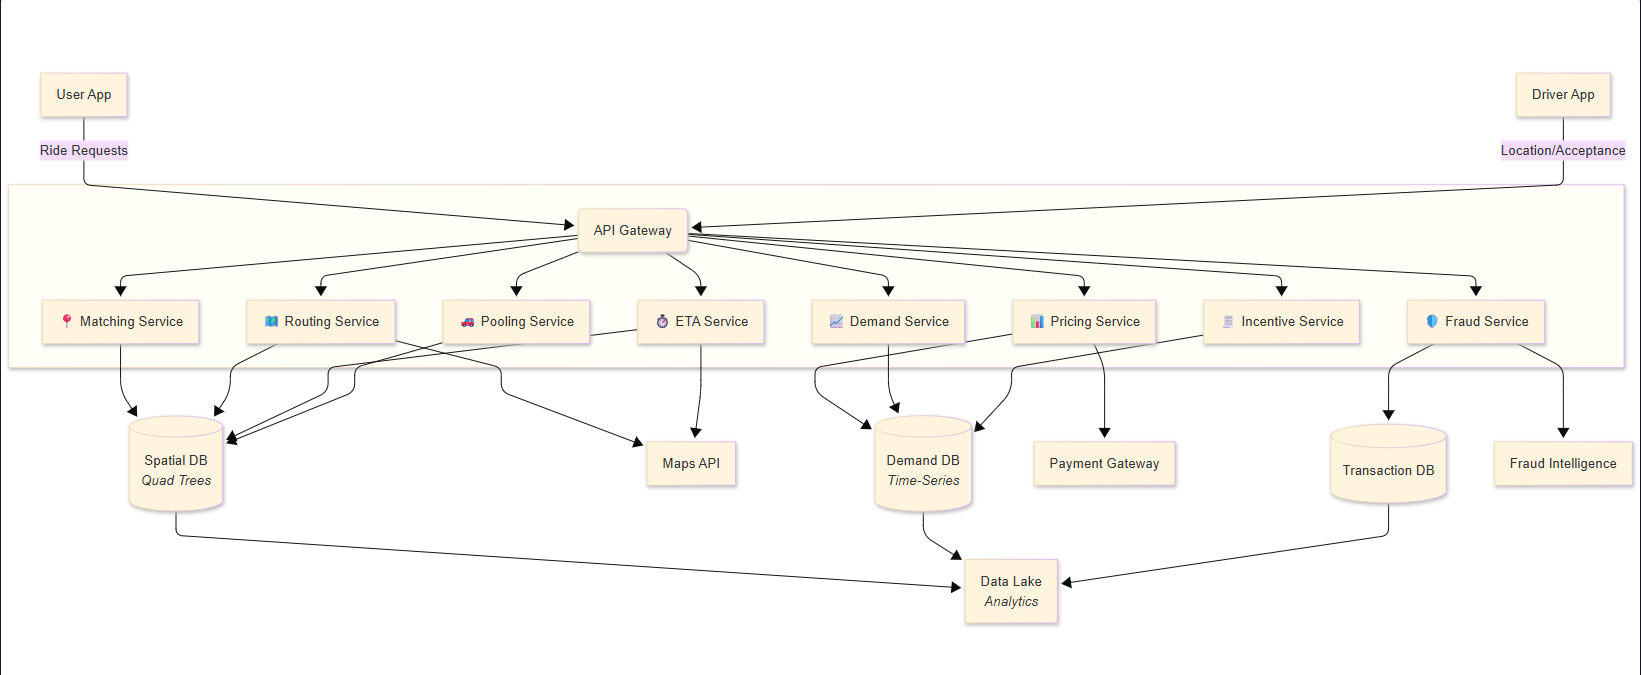 User App
Driver App
Ride Requests
Location/Acceptance
API Gateway
Matching Service
Routing Service
Pooling Service
ETA Service
Demand Service
Pricing Service
Incentive Service
Fraud Service
Spatial DB
Quad Trees
Maps API
Demand DB
Time-Series
Payment Gateway
Transaction DB
Fraud Intelligence
Data Lake
Analytics